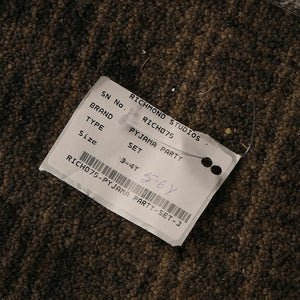 RICHMOND STUDIOS
SN No. RICH075
BRAND PYJAMA PARTY
TYPE SET
Size 3-4Y 5-6Y
RICH075-PYJAMA PARTY-SET-3